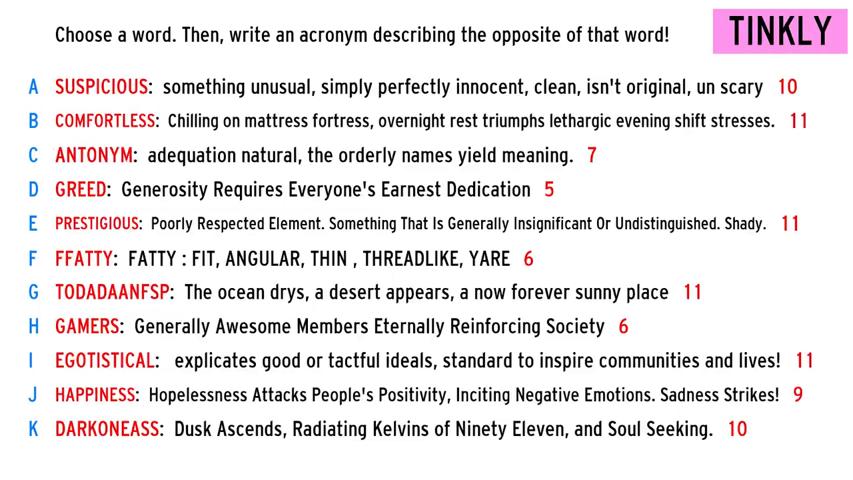 Choose a word. Then, write an acronym describing the opposite of that word!
TINKLY
A SUSPICIOUS: something unusual, simply perfectly innocent, clean, isn't original, un scary 10
B COMFORTLESS: Chilling on mattress fortress, overnight rest triumphs lethargic evening shift stresses. 11
C ANTONYM: adequation natural, the orderly names yield meaning. 7
D GREED: Generosity Requires Everyone's Earnest Dedication 5
E PRESTIGIOUS: Poorly Respected Element. Something That Is Generally Insignificant Or Undistinguished. Shady. 11
F FFATTY: FATTY : FIT, ANGULAR, THIN , THREADLIKE, YARE 6
G TODADAANFSP: The ocean drys, a desert appears, a now forever sunny place 11
H GAMERS: Generally Awesome Members Eternally Reinforcing Society 6
I EGOTISTICAL: explicates good or tactful ideals, standard to inspire communities and lives! 11
J HAPPINESS: Hopelessness Attacks People's Positivity, Inciting Negative Emotions. Sadness Strikes! 9
K DARKONEASS: Dusk Ascends, Radiating Kelvins of Ninety Eleven, and Soul Seeking. 10